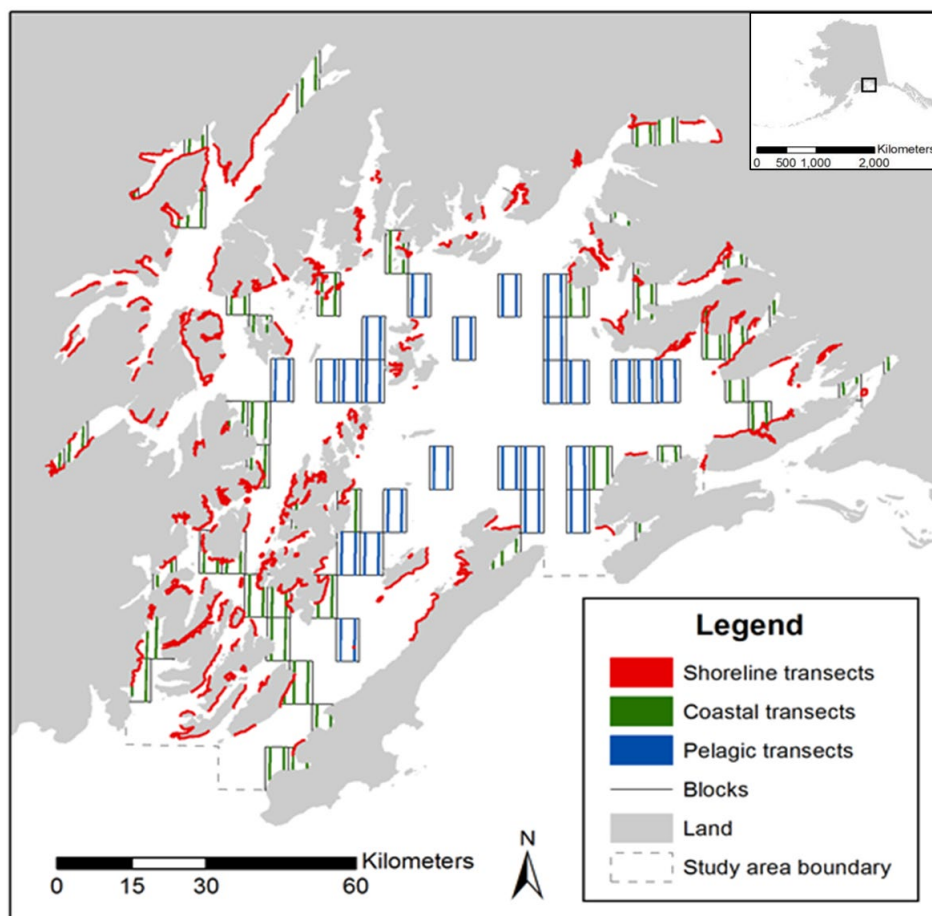 Kilometers
0 500 1,000 2,000
Legend
Shoreline transects
Coastal transects
Pelagic transects
Blocks
Land
Study area boundary
N
Kilometers
0 15 30 60